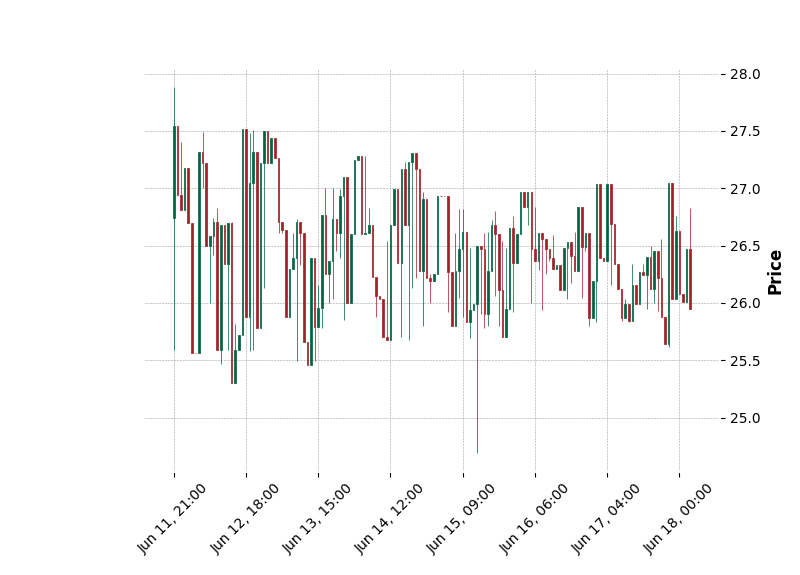 28.0
27.5
27.0
26.5
26.0
25.5
25.0
Price
Jun 11, 21:00
Jun 12, 18:00
Jun 13, 15:00
Jun 14, 12:00
Jun 15, 09:00
Jun 16, 06:00
Jun 17, 04:00
Jun 18, 00:00